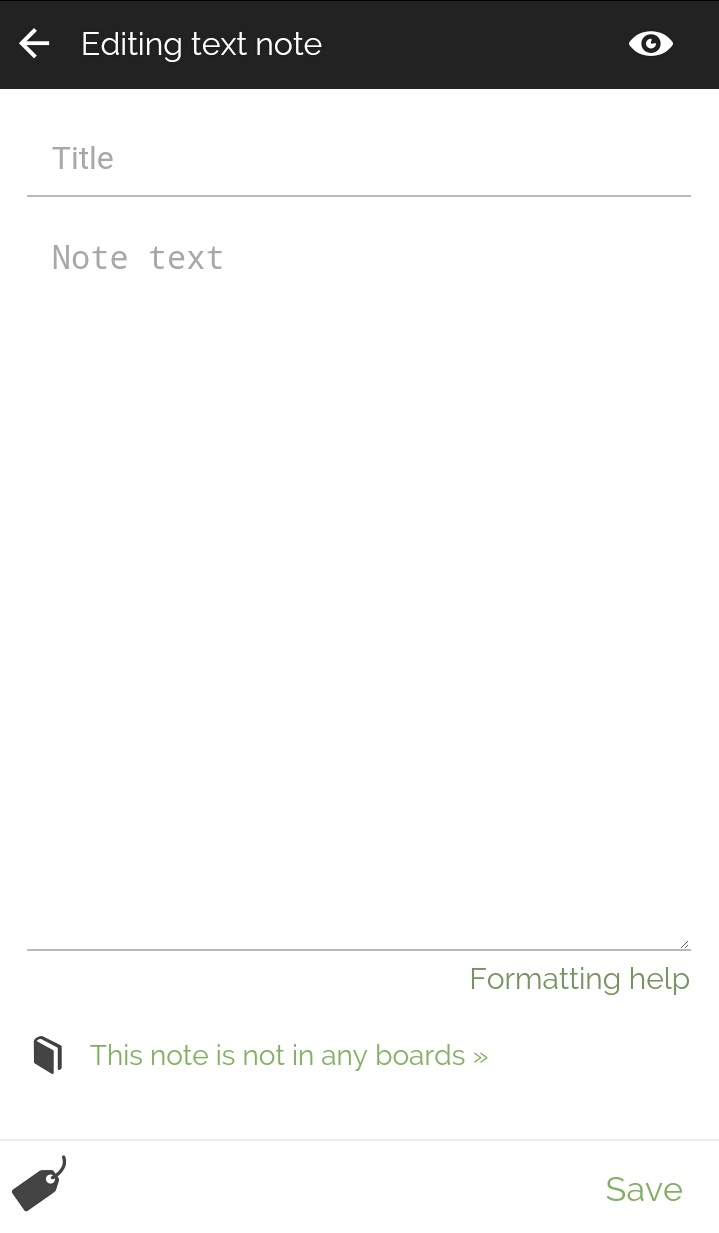 Editing text note
Title
Note text
Formatting help
This note is not in any boards »
Save